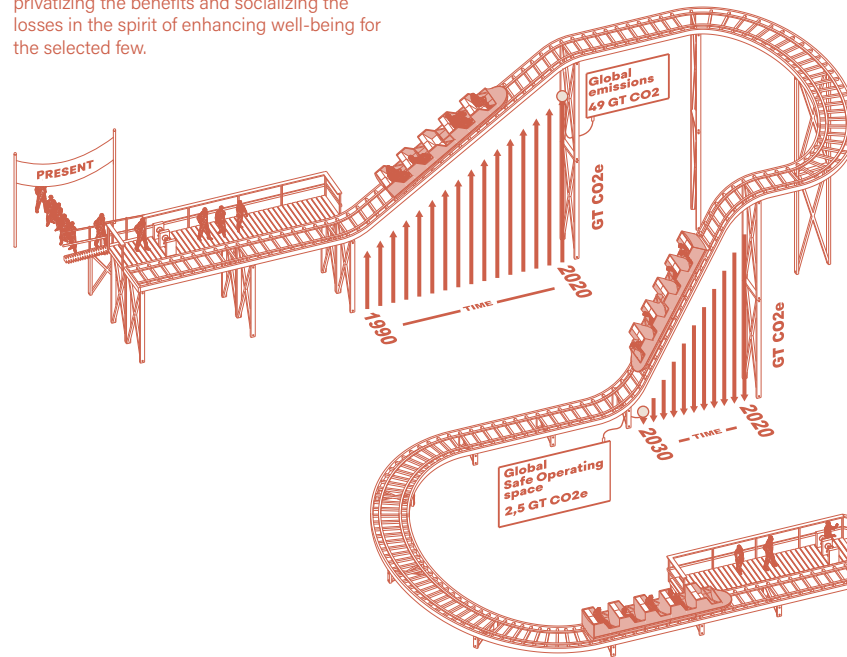 privatizing the benefits and socializing the
losses in the spirit of enhancing well-being for
the selected few.
PRESENT
Global
emissions
49 GT CO2
GT CO2e
1990
TIME
2020
GT CO2e
2030
TIME
2020
Global
Safe Operating
space
2,5 GT CO2e